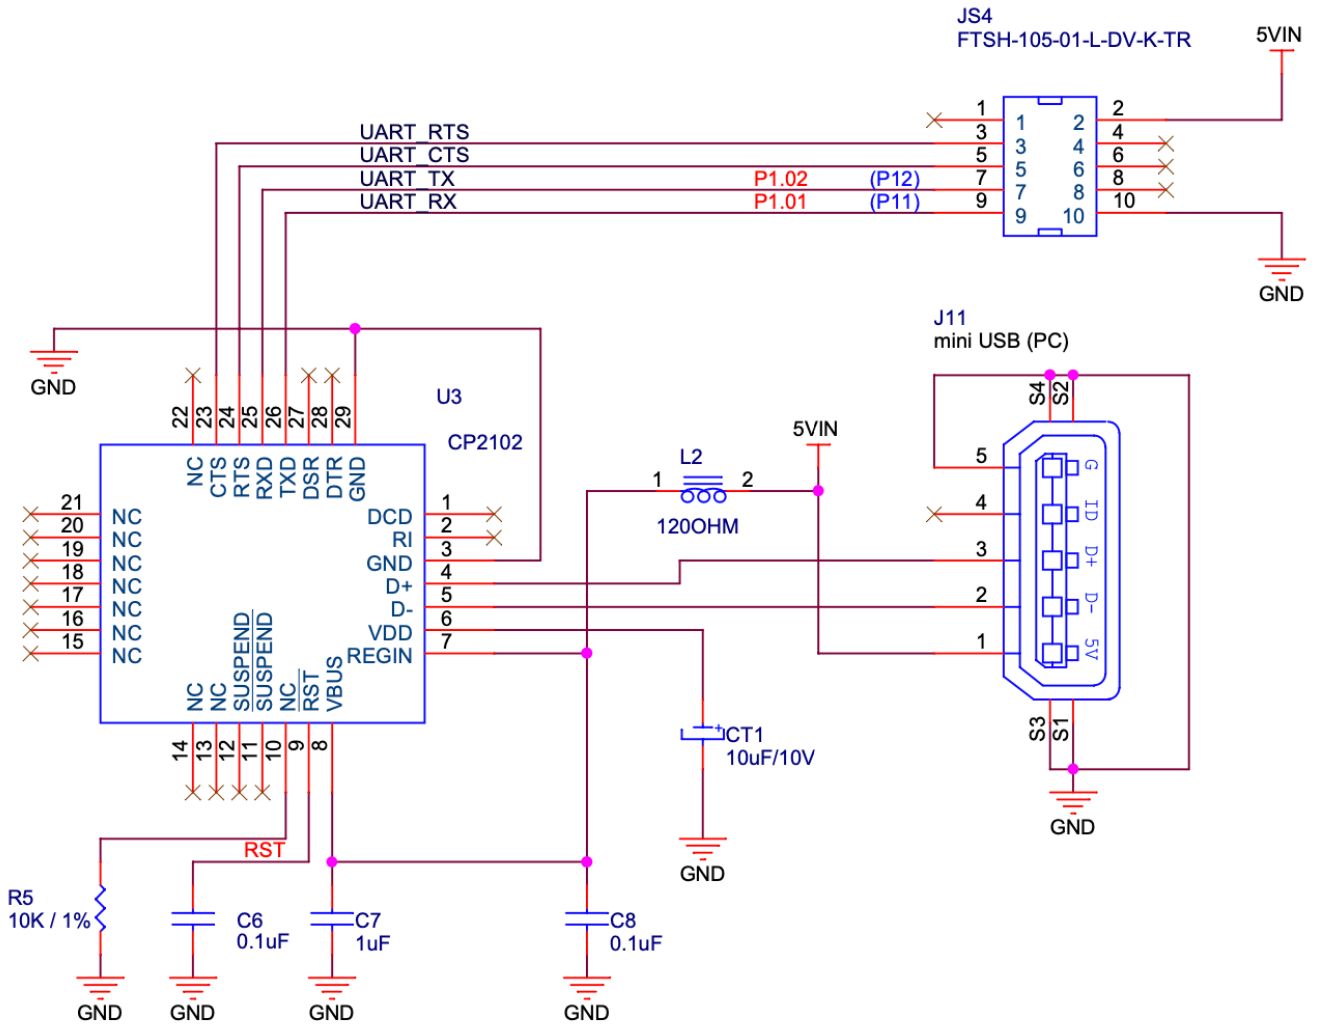 JS4
FTSH-105-01-L-DV-K-TR
5VIN
1 1 2 2
3 3 4 4
5 5 6 6
7 7 8 8
9 9 10 10
UART_RTS
UART_CTS
UART_TX P1.02 (P12)
UART_RX P1.01 (P11)
GND
GND
J11
mini USB (PC)
S4 S2
5 G
4 ID
3 D+
2 D-
1 5V
S3 S1
GND
U3
CP2102
22 23 24 25 26 27 28 29
NC CTS RTS RXD TXD DSR DTR GND
21 NC
20 NC
19 NC
18 NC
17 NC
16 NC
15 NC
DCD 1
RI 2
GND 3
D+ 4
D- 5
VDD 6
REGIN 7
NC NC SUSPEND SUSPEND NC RST VBUS
14 13 12 11 10 9 8
5VIN
L2
1 2
120OHM
+
CT1
10uF/10V
GND
RST
R5
10K / 1%
C6
0.1uF
C7
1uF
C8
0.1uF
GND GND GND GND